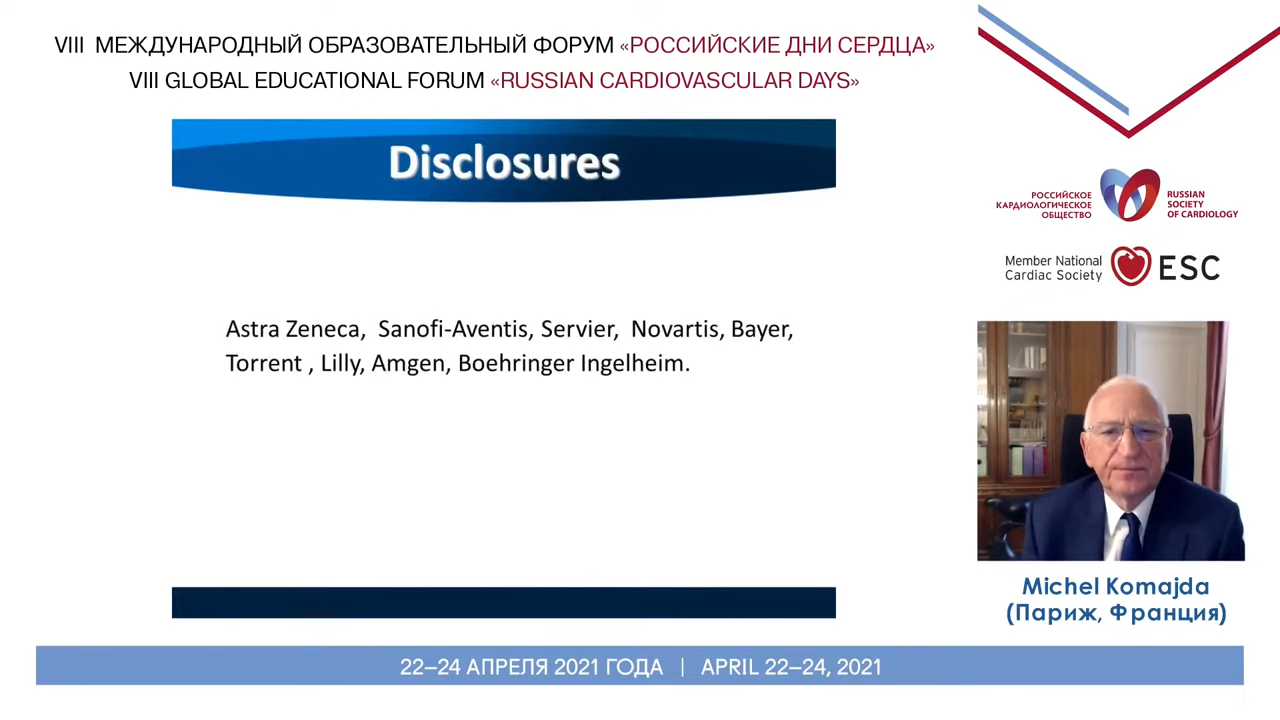 VIII МЕЖДУНАРОДНЫЙ ОБРАЗОВАТЕЛЬНЫЙ ФОРУМ «РОССИЙСКИЕ ДНИ СЕРДЦА»
VIII GLOBAL EDUCATIONAL FORUM «RUSSIAN CARDIOVASCULAR DAYS»
Disclosures
Astra Zeneca, Sanofi-Aventis, Servier, Novartis, Bayer,
Torrent , Lilly, Amgen, Boehringer Ingelheim.
РОССИЙСКОЕ
КАРДИОЛОГИЧЕСКОЕ
ОБЩЕСТВО
RUSSIAN
SOCIETY
OF CARDIOLOGY
Member National
Cardiac Society
ESC
Michel Komajda
(Париж, Франция)
22–24 АПРЕЛЯ 2021 ГОДА | APRIL 22–24, 2021